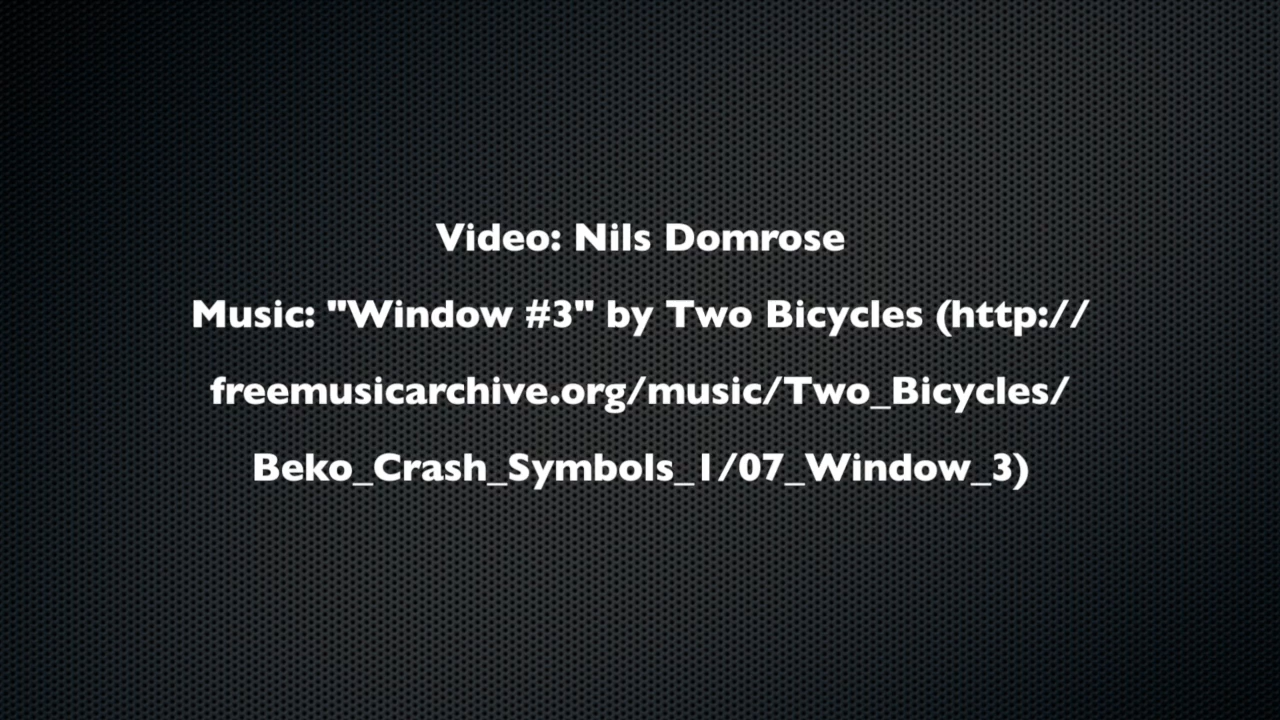 Video: Nils Domrose
Music: "Window #3" by Two Bicycles (http://
freemusicarchive.org/music/Two_Bicycles/
Beko_Crash_Symbols_1/07_Window_3)